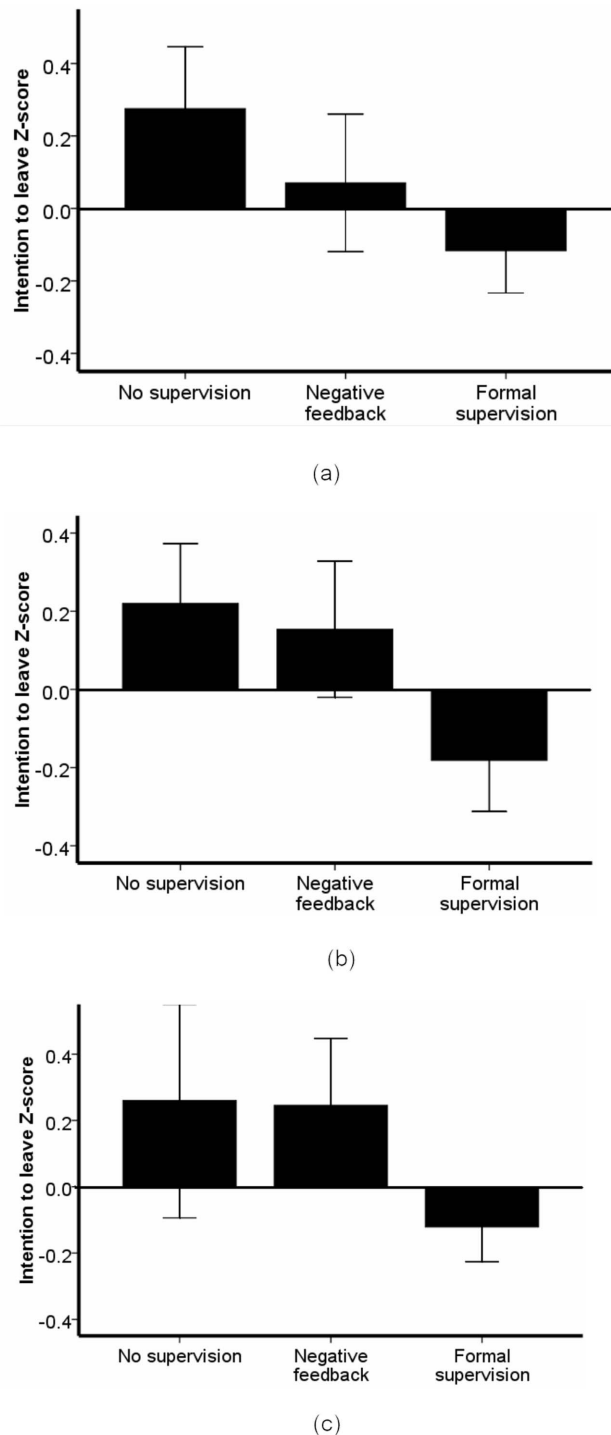 Intention to leave Z-score
0.4
0.2
0.0
-0.2
-0.4
No supervision
Negative
feedback
Formal
supervision
(a)
Intention to leave Z-score
0.4
0.2
0.0
-0.2
-0.4
No supervision
Negative
feedback
Formal
supervision
(b)
Intention to leave Z-score
0.4
0.2
0.0
-0.2
-0.4
No supervision
Negative
feedback
Formal
supervision
(c)